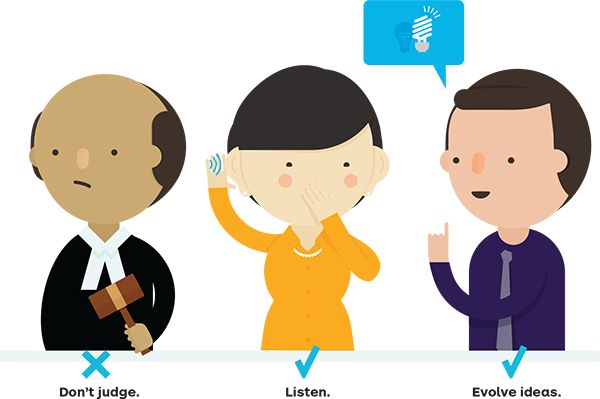 Don't judge.
Listen.
Evolve ideas.